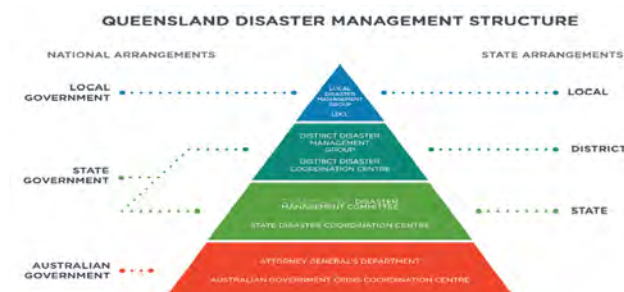 QUEENSLAND DISASTER MANAGEMENT STRUCTURE
NATIONAL ARRANGEMENTS
STATE ARRANGEMENTS
LOCAL
GOVERNMENT
LOCAL
DISASTER
MANAGEMENT
GROUP
LOCAL
DISTRICT DISASTER
MANAGEMENT
GROUP
DISTRICT DISASTER
COORDINATION CENTRE
DISTRICT
STATE
GOVERNMENT
DISASTER
MANAGEMENT COMMITTEE
STATE DISASTER COORDINATION CENTRE
STATE
AUSTRALIAN
GOVERNMENT
ATTORNEY GENERAL'S DEPARTMENT
AUSTRALIAN GOVERNMENT CRISIS COORDINATION CENTRE